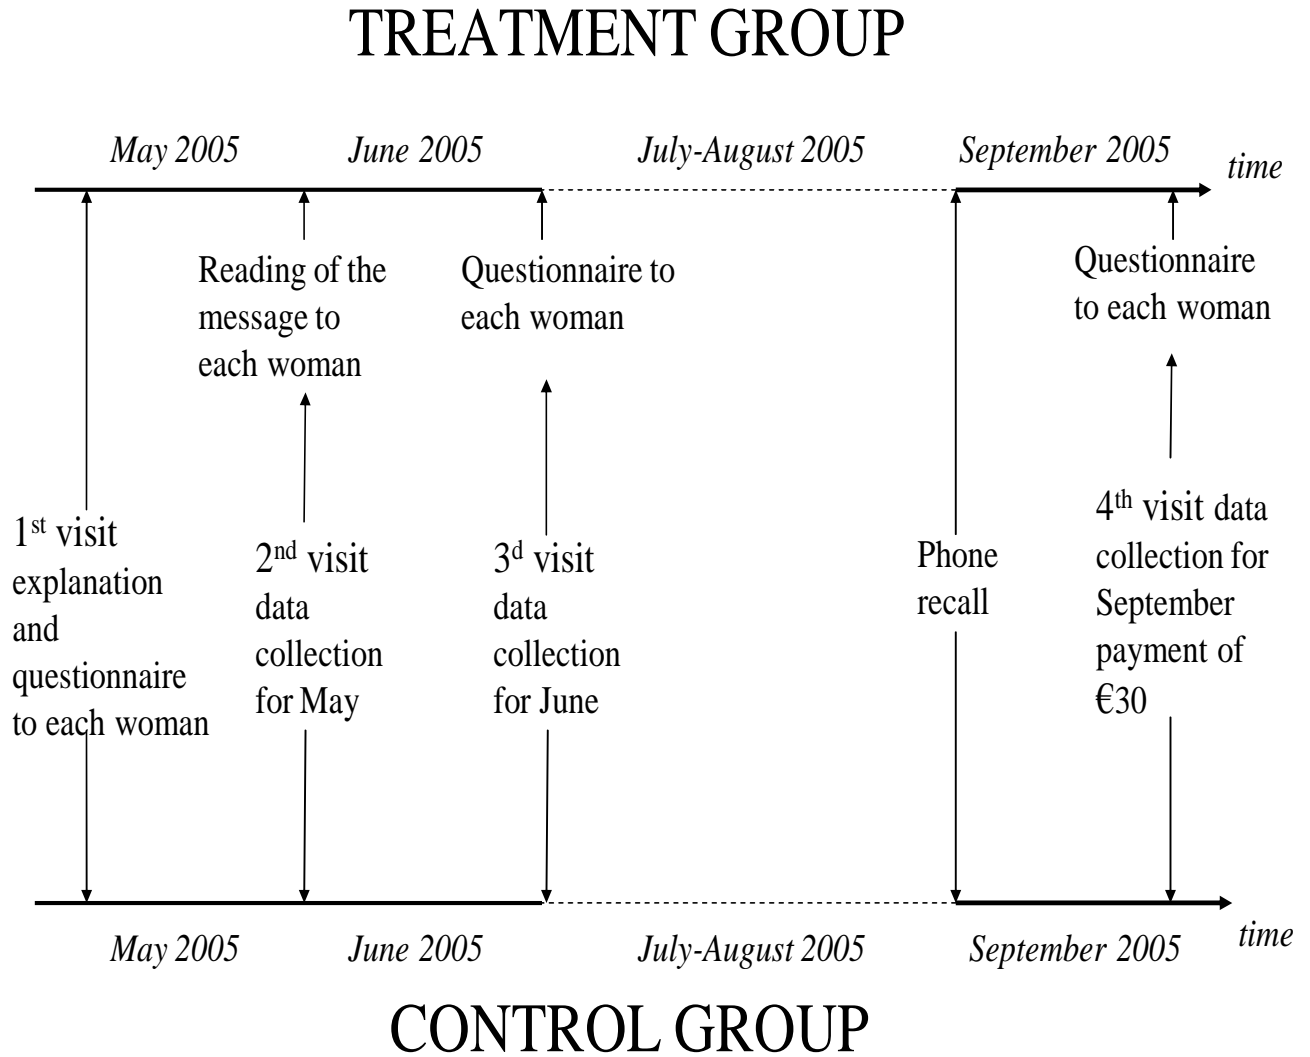 TREATMENT GROUP
May 2005
June 2005
July-August 2005
September 2005
time
Reading of the
message to
each woman
Questionnaire to
each woman
Questionnaire
to each woman
1st visit
explanation
and
questionnaire
to each woman
2nd visit
data
collection
for May
3d visit
data
collection
for June
Phone
recall
4th visit data
collection for
September
payment of
€30
May 2005
June 2005
July-August 2005
September 2005
time
CONTROL GROUP